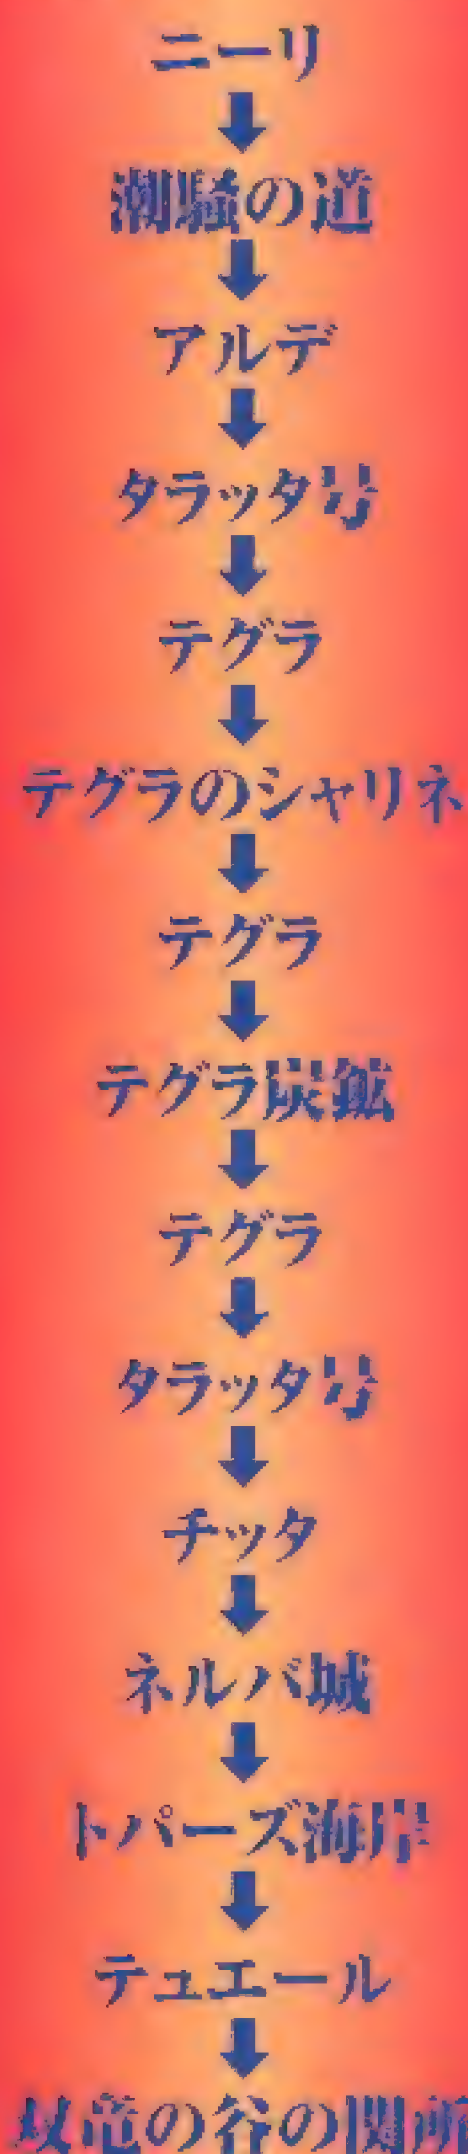 ニーリ
潮騒の道
アルデ
タラッタ号
テグラ
テグラのシャリネ
テグラ
テグラ炭鉱
テグラ
タラッタ号
チッタ
ネルバ城
トパーズ海岸
テュエール
双竜の谷の関所